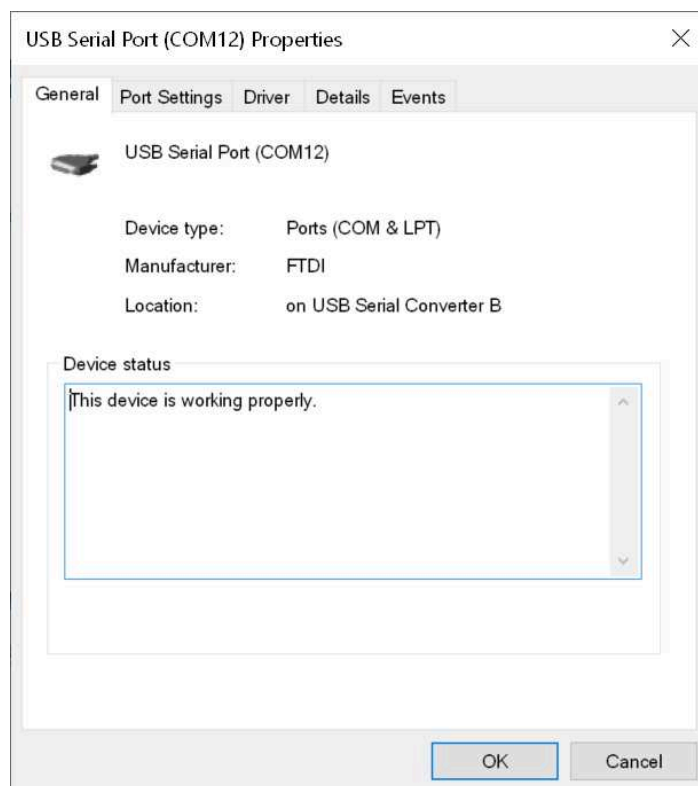 USB Serial Port (COM12) Properties
General Port Settings Driver Details Events
USB Serial Port (COM12)
Device type: Ports (COM & LPT)
Manufacturer: FTDI
Location: on USB Serial Converter B
Device status
This device is working properly.
OK Cancel